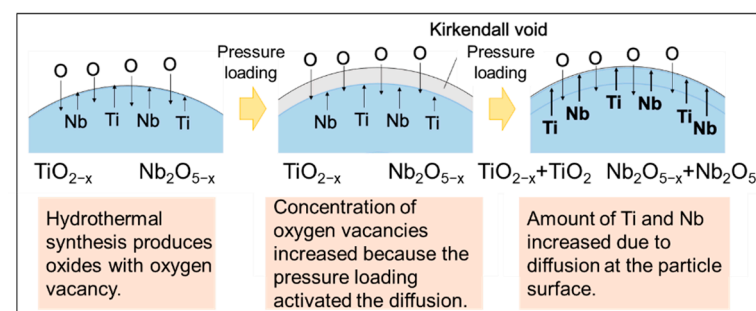 Kirkendall void
Pressure
loading
Pressure
loading
O O O O
Nb Ti Nb Ti
O O O O
Nb Ti Nb Ti
O O O O
Ti Nb Ti Nb Ti Nb
TiO2−x Nb2O5−x
TiO2−x Nb2O5−x
TiO2−x+TiO2 Nb2O5−x+Nb2O5
Hydrothermal
synthesis produces
oxides with oxygen
vacancy.
Concentration of
oxygen vacancies
increased because the
pressure loading
activated the diffusion.
Amount of Ti and Nb
increased due to
diffusion at the particle
surface.